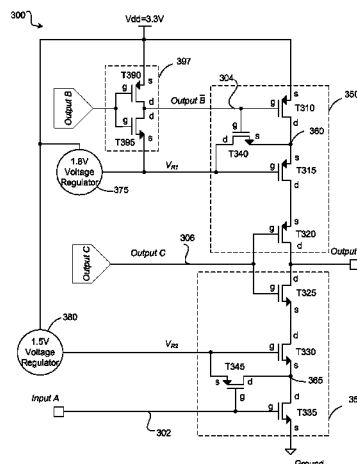 300
Vdd=3.3V
T390
397
s
g
d
Output B
304
Output B̅
350
s
g
T310
d
g
d
T395
s
g
d
s
T340
360
1.8V
Voltage
Regulator
375
VR1
s
g
T315
d
s
g
T320
d
Output C
306
Output
d
g
T325
s
380
1.5V
Voltage
Regulator
VR2
d
g
T330
s
T345
s
d
g
365
d
g
T335
s
Input A
302
Ground